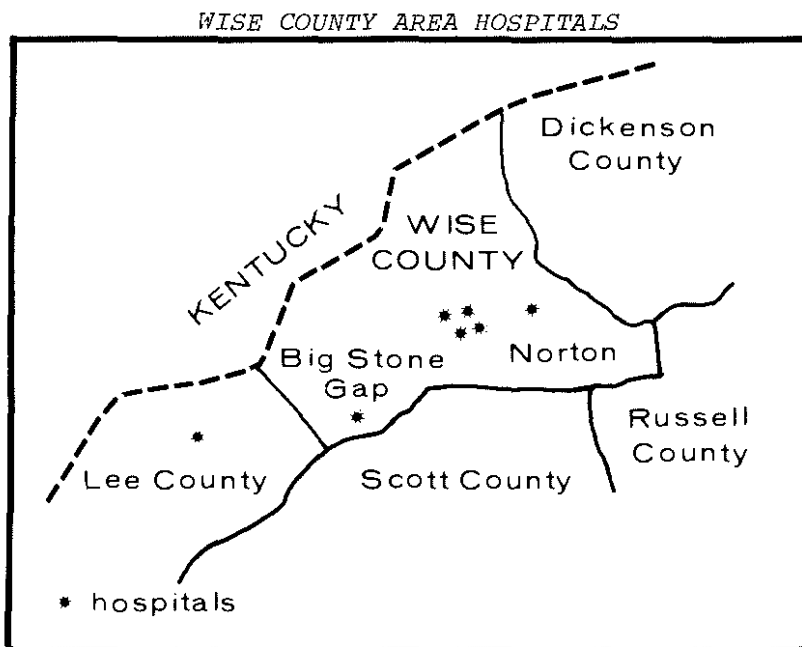 WISE COUNTY AREA HOSPITALS
Dickenson
County
KENTUCKY
WISE
COUNTY
Big Stone
Gap
Norton
Russell
County
Lee County
Scott County
* hospitals